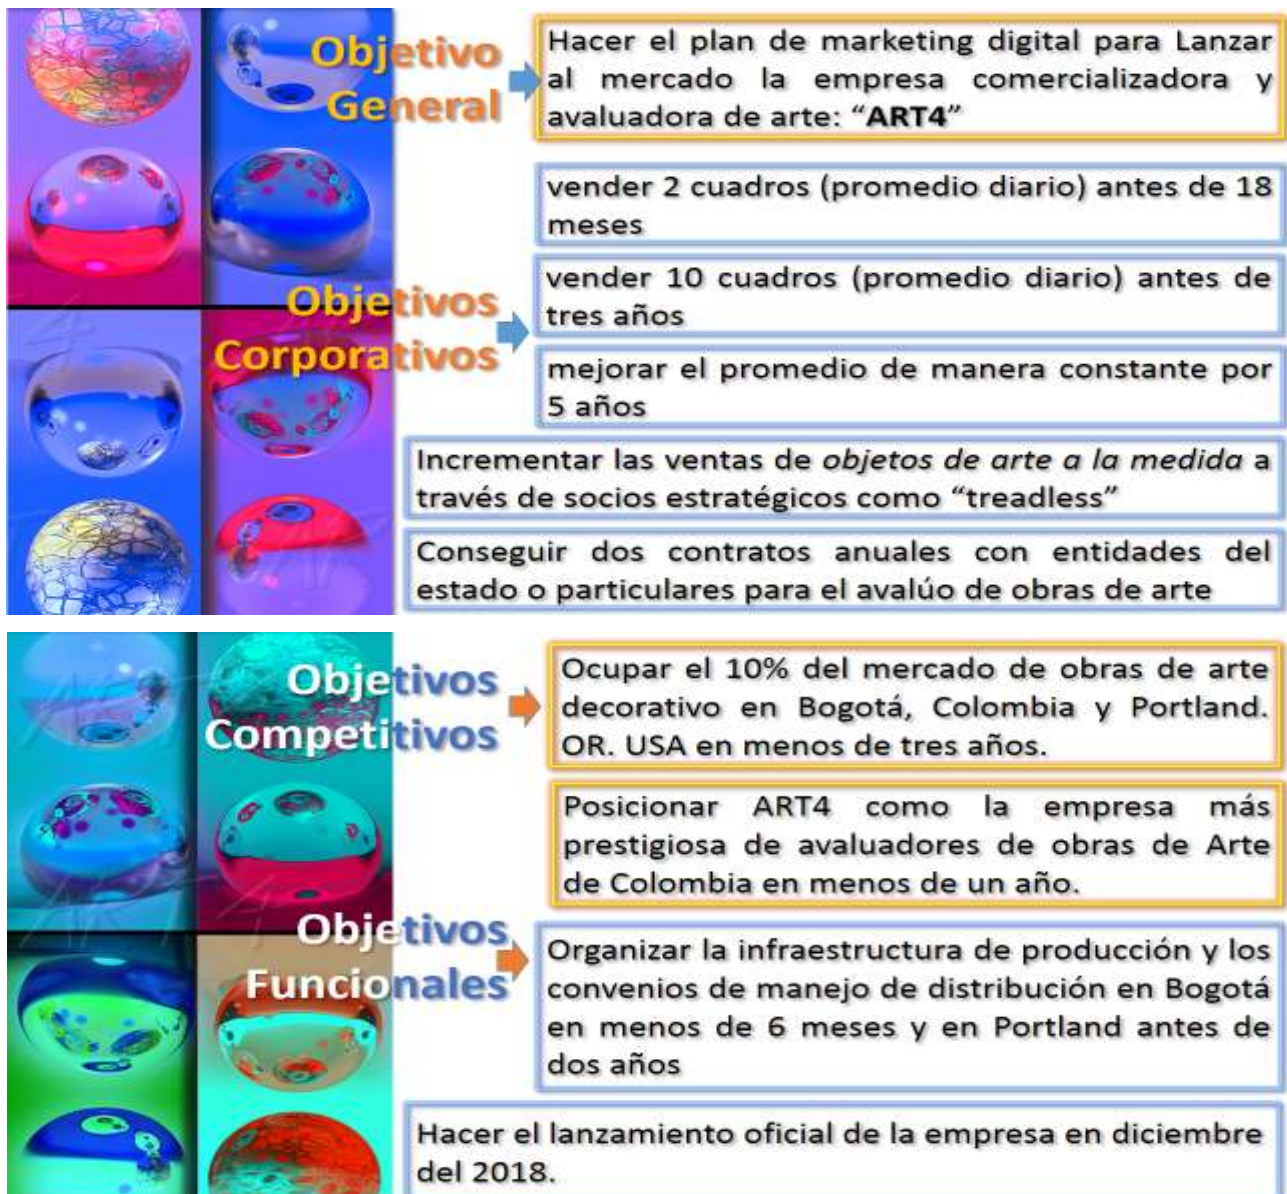 Objetivo
General
Hacer el plan de marketing digital para Lanzar
al mercado la empresa comercializadora y
avaluadora de arte: “ART4”
vender 2 cuadros (promedio diario) antes de 18
meses
Objetivos
Corporativos
vender 10 cuadros (promedio diario) antes de
tres años
mejorar el promedio de manera constante por
5 años
Incrementar las ventas de objetos de arte a la medida a
través de socios estratégicos como “treadless”
Conseguir dos contratos anuales con entidades del
estado o particulares para el avalúo de obras de arte
Objetivos
Competitivos
Ocupar el 10% del mercado de obras de arte
decorativo en Bogotá, Colombia y Portland.
OR. USA en menos de tres años.
Posicionar ART4 como la empresa más
prestigiosa de avaluadores de obras de Arte
de Colombia en menos de un año.
Objetivos
Funcionales
Organizar la infraestructura de producción y los
convenios de manejo de distribución en Bogotá
en menos de 6 meses y en Portland antes de
dos años
Hacer el lanzamiento oficial de la empresa en diciembre
del 2018.